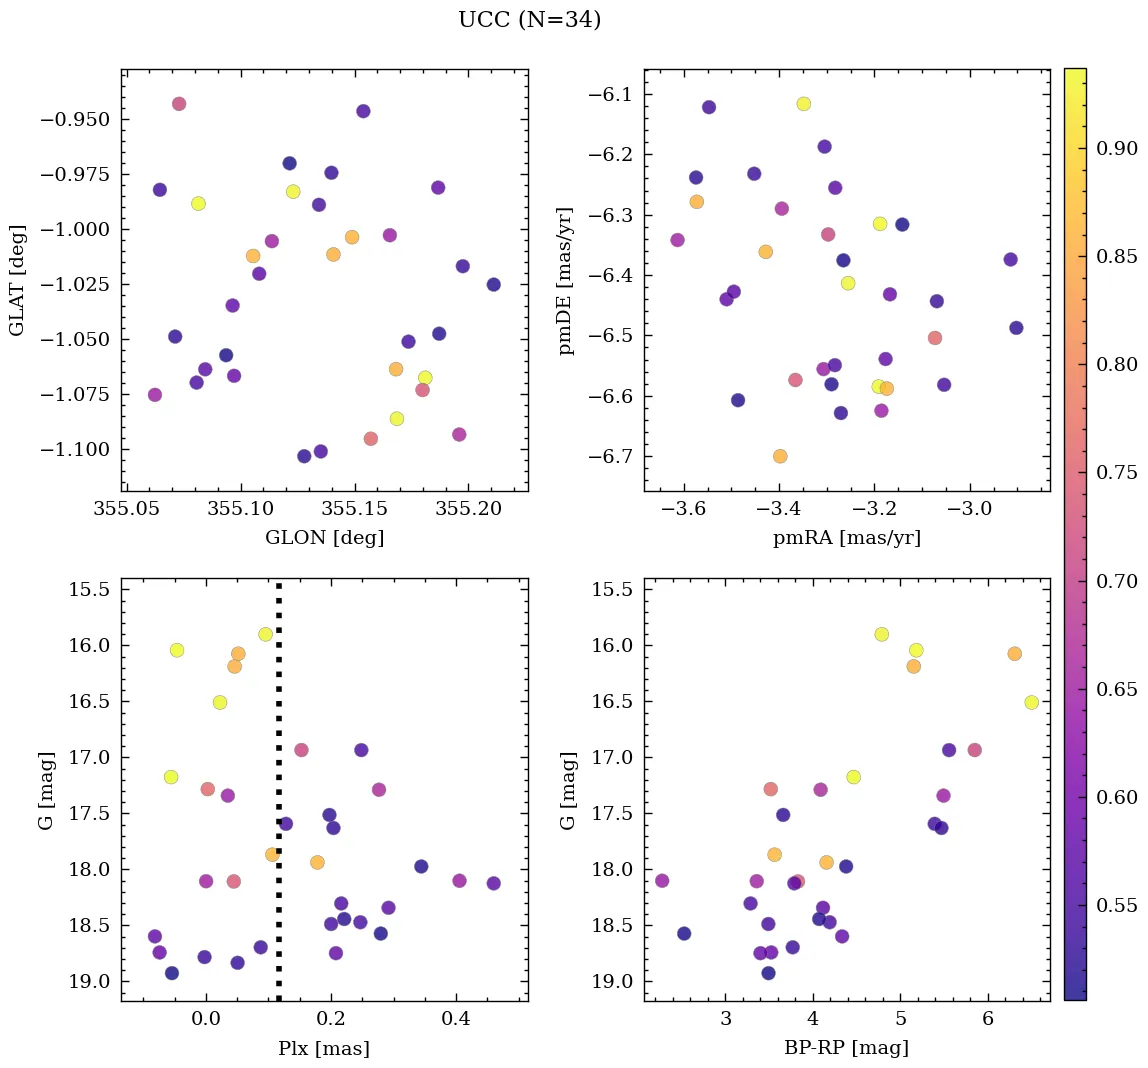 UCC (N=34)
−0.950
−0.975
−1.000
−1.025
−1.050
−1.075
−1.100
GLAT [deg]
355.05 355.10 355.15 355.20
GLON [deg]
−6.1
−6.2
−6.3
−6.4
−6.5
−6.6
−6.7
pmDE [mas/yr]
−3.6 −3.4 −3.2 −3.0
pmRA [mas/yr]
15.5
16.0
16.5
17.0
17.5
18.0
18.5
19.0
G [mag]
0.0 0.2 0.4
Plx [mas]
15.5
16.0
16.5
17.0
17.5
18.0
18.5
19.0
G [mag]
3 4 5 6
BP-RP [mag]
0.90
0.85
0.80
0.75
0.70
0.65
0.60
0.55